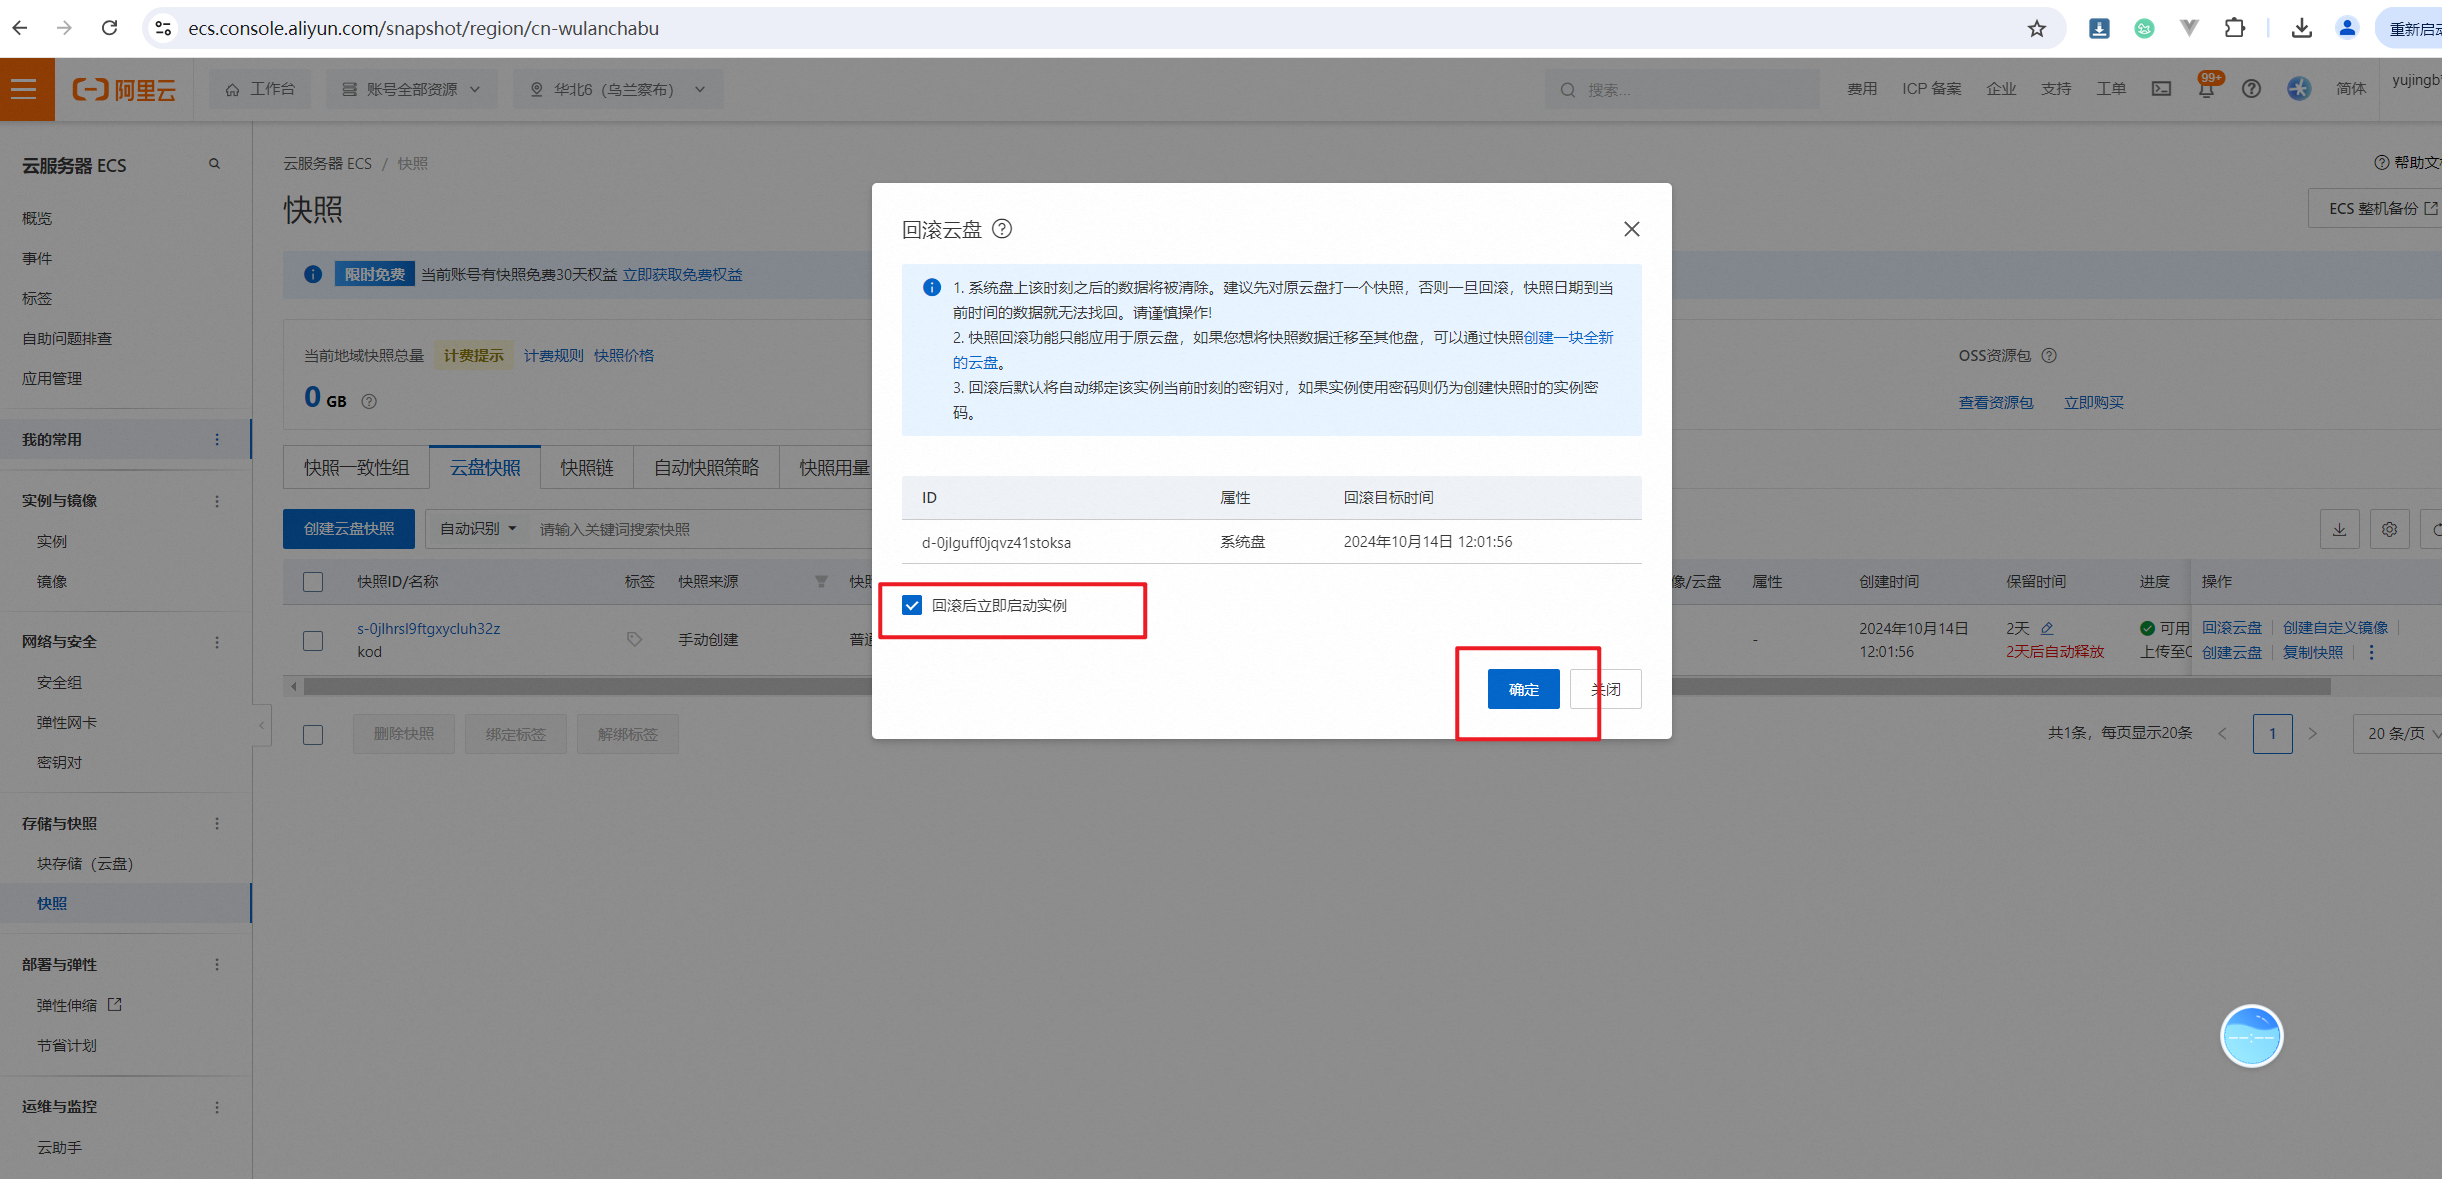 ecs.console.aliyun.com/snapshot/region/cn-wulanchabu
重新启动
阿里云
工作台
账号全部资源
华北6（乌兰察布）
搜索...
费用
ICP 备案
企业
支持
工单
99+
简体
yujingb
云服务器 ECS
概览
事件
标签
自助问题排查
应用管理
我的常用
实例与镜像
实例
镜像
网络与安全
安全组
弹性网卡
密钥对
存储与快照
块存储（云盘）
快照
部署与弹性
弹性伸缩
节省计划
运维与监控
云助手
云服务器 ECS / 快照
帮助文
快照
ECS 整机备份
限时免费 当前账号有快照免费30天权益 立即获取免费权益
当前地域快照总量 计费提示 计费规则 快照价格
0 GB
OSS资源包
查看资源包 立即购买
快照一致性组
云盘快照
快照链
自动快照策略
快照用量
创建云盘快照
自动识别
请输入关键词搜索快照
快照ID/名称
标签
快照来源
快
像/云盘
属性
创建时间
保留时间
进度
操作
s-0jlhrsl9ftgxycluh32z
kod
手动创建
普通
-
2024年10月14日
12:01:56
2天
2天后自动释放
可用
上传至
回滚云盘 创建自定义镜像
创建云盘 复制快照
删除快照
绑定标签
解绑标签
共1条，每页显示20条
1
20 条/页
回滚云盘
1. 系统盘上该时刻之后的数据将被清除。建议先对原云盘打一个快照，否则一旦回滚，快照日期到当
前时间的数据就无法找回。请谨慎操作!
2. 快照回滚功能只能应用于原云盘，如果您想将快照数据迁移至其他盘，可以通过快照创建一块全新
的云盘。
3. 回滚后默认将自动绑定该实例当前时刻的密钥对，如果实例使用密码则仍为创建快照时的实例密
码。
ID
属性
回滚目标时间
d-0jlguff0jqvz41stoksa
系统盘
2024年10月14日 12:01:56
回滚后立即启动实例
确定
关闭